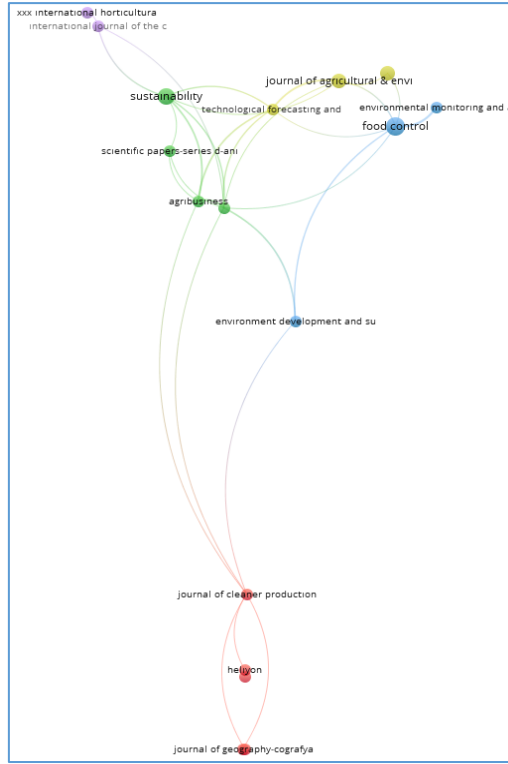 xxx international horticultura
international journal of the c
sustainability
journal of agricultural & envi
technological forecasting and
environmental monitoring and
food control
scientific papers-series d-ani
agribusiness
environment development and su
journal of cleaner production
heliyon
journal of geography-cografya